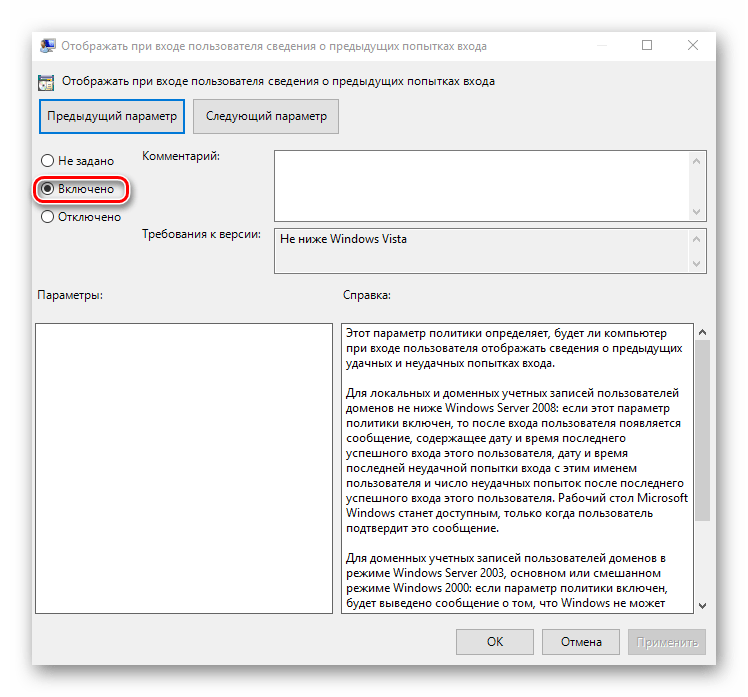 Отображать при входе пользователя сведения о предыдущих попытках входа
Отображать при входе пользователя сведения о предыдущих попытках входа
Предыдущий параметр
Следующий параметр
Не задано
Включено
Отключено
Комментарий:
Требования к версии:
Не ниже Windows Vista
Параметры:
Справка:
Этот параметр политики определяет, будет ли компьютер
при входе пользователя отображать сведения о предыдущих
удачных и неудачных попытках входа.
Для локальных и доменных учетных записей пользователей
доменов не ниже Windows Server 2008: если этот параметр
политики включен, то после входа пользователя появляется
сообщение, содержащее дату и время последнего
успешного входа этого пользователя, дату и время
последней неудачной попытки входа с этим именем
пользователя и число неудачных попыток после последнего
успешного входа этого пользователя. Рабочий стол Microsoft
Windows станет доступным, только когда пользователь
подтвердит это сообщение.
Для доменных учетных записей пользователей доменов в
режиме Windows Server 2003, основном или смешанном
режиме Windows 2000: если параметр политики включен,
будет выведено сообщение о том, что Windows не может
OK
Отмена
Применить